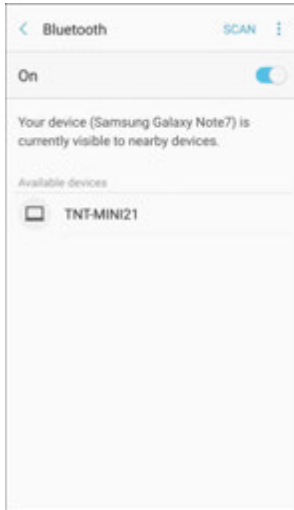 Bluetooth SCAN
On
Your device (Samsung Galaxy Note7) is
currently visible to nearby devices.
Available devices
TNT-MINI21